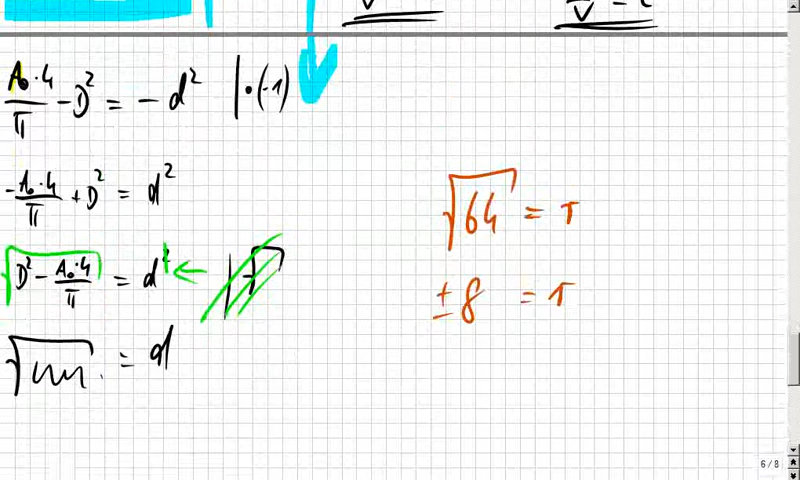 A₀·4/π - D² = - d² | ·(-1)
-A₀·4/π + D² = d²
√(D² - A₀·4/π) = d² ← | √
√ = d
√64 = r
± 8 = r
6 / 8